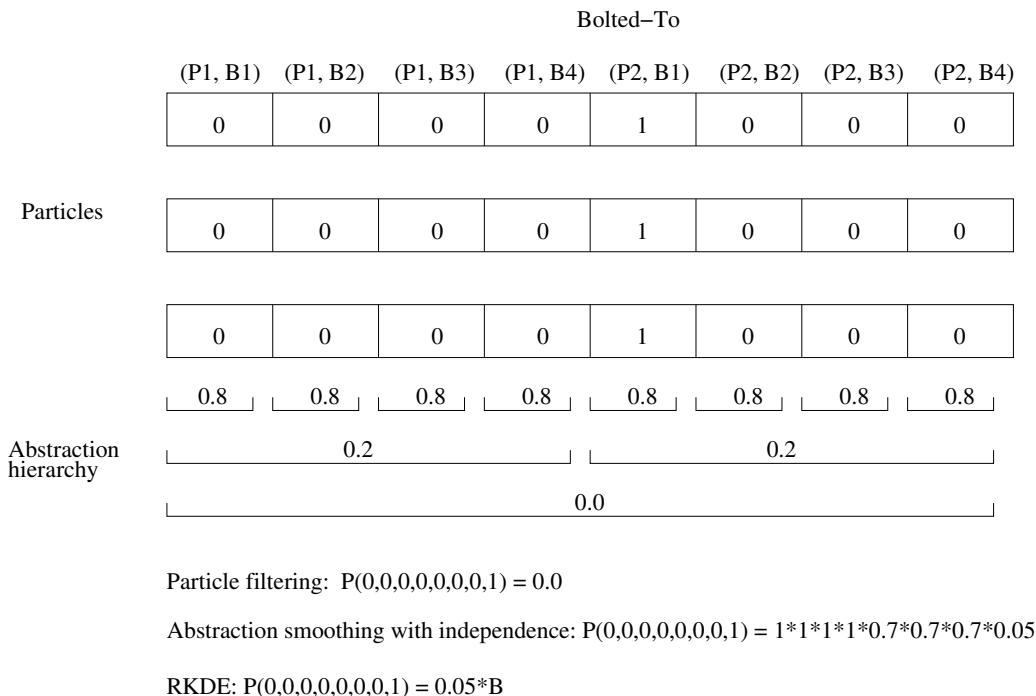 Bolted−To
(P1, B1) (P1, B2) (P1, B3) (P1, B4) (P2, B1) (P2, B2) (P2, B3) (P2, B4)
0 0 0 0 1 0 0 0
Particles
0 0 0 0 1 0 0 0
0 0 0 0 1 0 0 0
0.8 0.8 0.8 0.8 0.8 0.8 0.8 0.8
Abstraction
hierarchy
0.2 0.2
0.0
Particle filtering: P(0,0,0,0,0,0,0,1) = 0.0
Abstraction smoothing with independence: P(0,0,0,0,0,0,0,1) = 1*1*1*1*0.7*0.7*0.7*0.05
RKDE: P(0,0,0,0,0,0,0,1) = 0.05*B